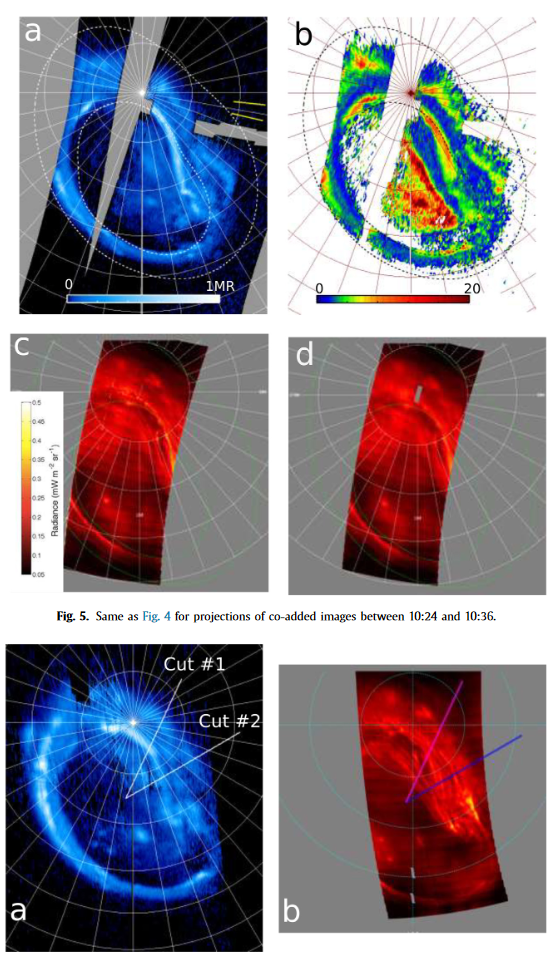 a
b
0
1MR
0
20
c
d
0.5
0.45
0.4
0.35
0.3
0.25
0.2
0.15
0.1
0.05
Radiance (mW m⁻² sr⁻¹)
Fig. 5. Same as Fig. 4 for projections of co-added images between 10:24 and 10:36.
Cut #1
Cut #2
a
b